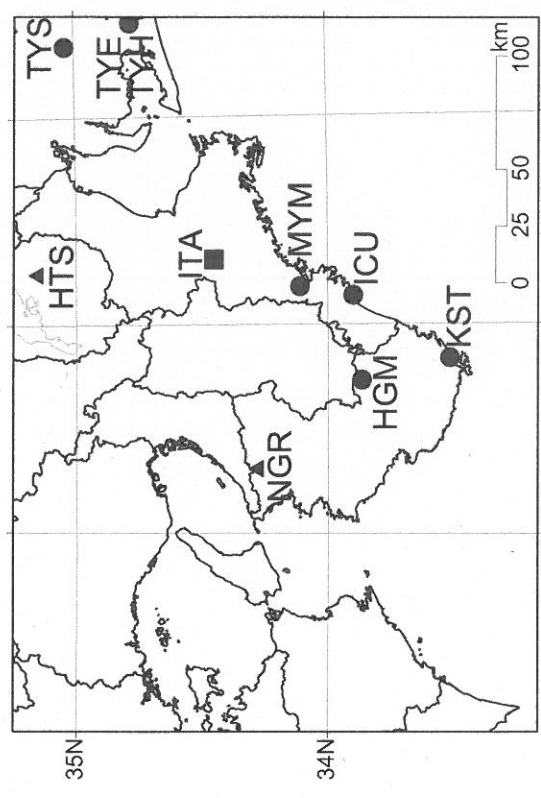 TYS
HTS
35N
TYE
TYH
ITA
NGR
MYM
34N
ICU
HGM
KST
km
0 25 50 100